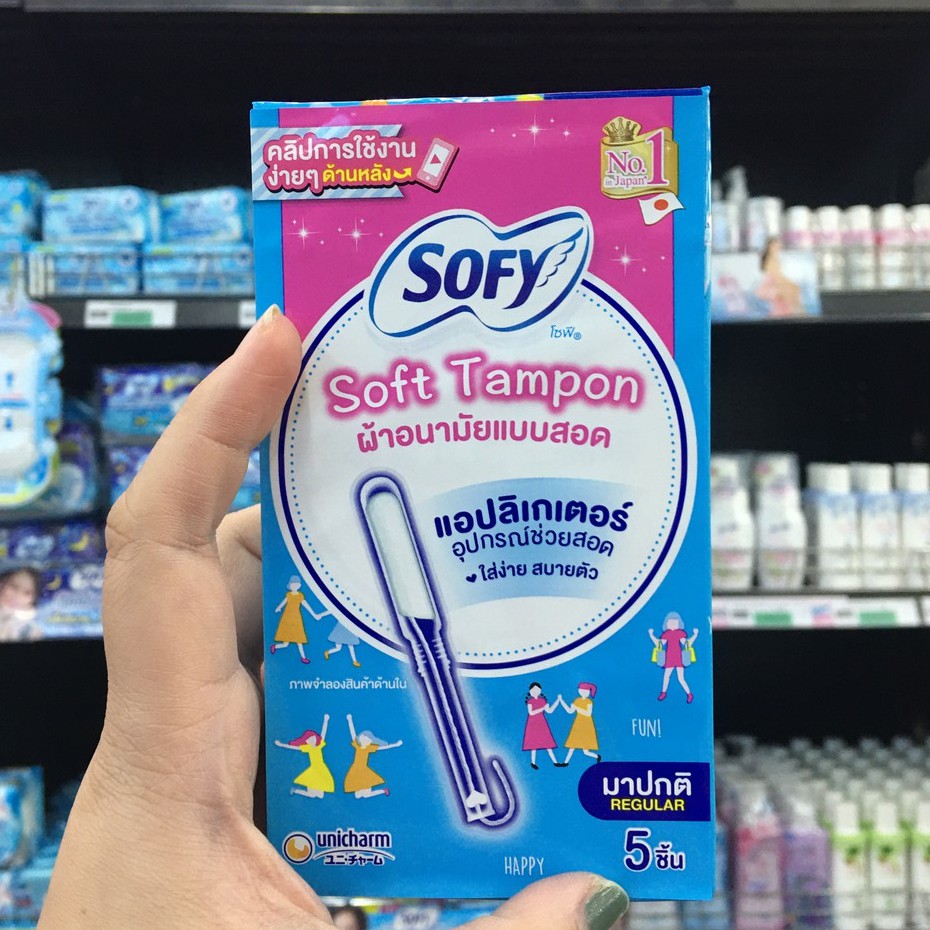 คลิปการใช้งาน
ง่ายๆ ด้านหลัง
No.1
in Japan*
SOFY
โซฟี®
Soft Tampon
ผ้าอนามัยแบบสอด
แอปลิเกเตอร์
อุปกรณ์ช่วยสอด
ใส่ง่าย สบายตัว
ภาพจำลองสินค้าด้านใน
FUN!
มาปกติ
REGULAR
unicharm
ユニ・チャーム
HAPPY
5 ชิ้น